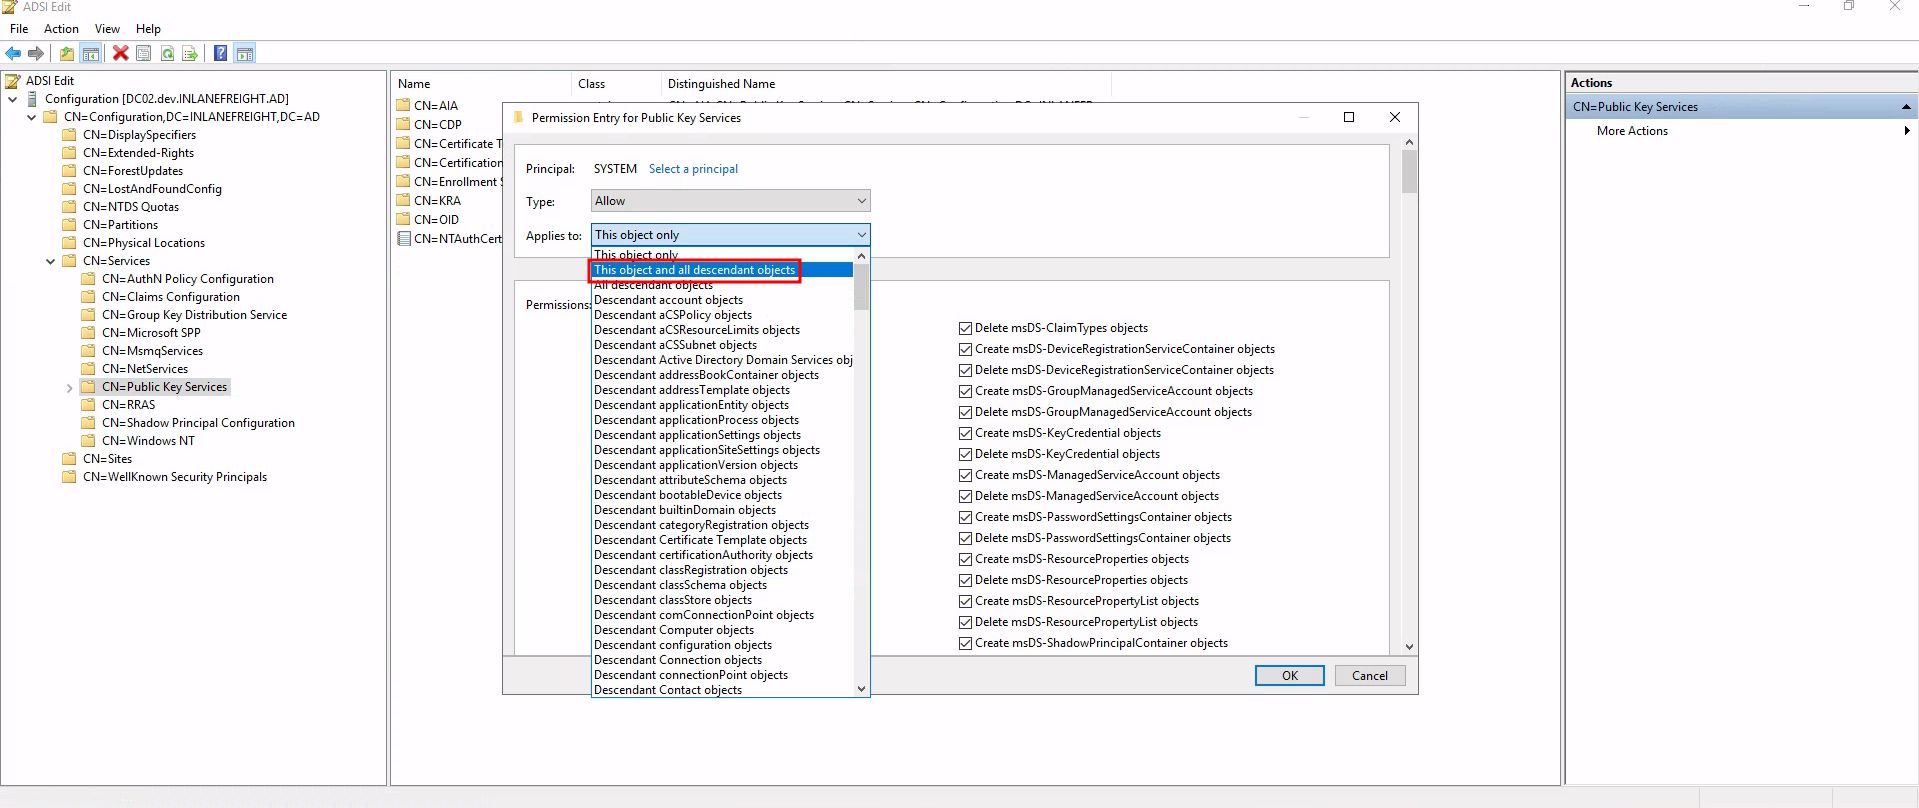 ADSI Edit
File Action View Help
ADSI Edit
Configuration [DC02.dev.INLANEFREIGHT.AD]
CN=Configuration,DC=INLANEFREIGHT,DC=AD
CN=DisplaySpecifiers
CN=Extended-Rights
CN=ForestUpdates
CN=LostAndFoundConfig
CN=NTDS Quotas
CN=Partitions
CN=Physical Locations
CN=Services
CN=AuthN Policy Configuration
CN=Claims Configuration
CN=Group Key Distribution Service
CN=Microsoft SPP
CN=MsmqServices
CN=NetServices
CN=Public Key Services
CN=RRAS
CN=Shadow Principal Configuration
CN=Windows NT
CN=Sites
CN=WellKnown Security Principals
Name Class Distinguished Name
CN=AIA
CN=CDP
CN=Certificate T
CN=Certification
CN=Enrollment S
CN=KRA
CN=OID
CN=NTAuthCert
Permission Entry for Public Key Services
Principal: SYSTEM Select a principal
Type: Allow
Applies to: This object only
This object only
This object and all descendant objects
All descendant objects
Descendant account objects
Descendant aCSPolicy objects
Descendant aCSResourceLimits objects
Descendant aCSSubnet objects
Descendant Active Directory Domain Services obj
Descendant addressBookContainer objects
Descendant addressTemplate objects
Descendant applicationEntity objects
Descendant applicationProcess objects
Descendant applicationSettings objects
Descendant applicationSiteSettings objects
Descendant applicationVersion objects
Descendant attributeSchema objects
Descendant bootableDevice objects
Descendant builtinDomain objects
Descendant categoryRegistration objects
Descendant Certificate Template objects
Descendant certificationAuthority objects
Descendant classRegistration objects
Descendant classSchema objects
Descendant classStore objects
Descendant comConnectionPoint objects
Descendant Computer objects
Descendant configuration objects
Descendant Connection objects
Descendant connectionPoint objects
Descendant Contact objects
Permissions:
Delete msDS-ClaimTypes objects
Create msDS-DeviceRegistrationServiceContainer objects
Delete msDS-DeviceRegistrationServiceContainer objects
Create msDS-GroupManagedServiceAccount objects
Delete msDS-GroupManagedServiceAccount objects
Create msDS-KeyCredential objects
Delete msDS-KeyCredential objects
Create msDS-ManagedServiceAccount objects
Delete msDS-ManagedServiceAccount objects
Create msDS-PasswordSettingsContainer objects
Delete msDS-PasswordSettingsContainer objects
Create msDS-ResourceProperties objects
Delete msDS-ResourceProperties objects
Create msDS-ResourcePropertyList objects
Delete msDS-ResourcePropertyList objects
Create msDS-ShadowPrincipalContainer objects
OK Cancel
Actions
CN=Public Key Services
More Actions